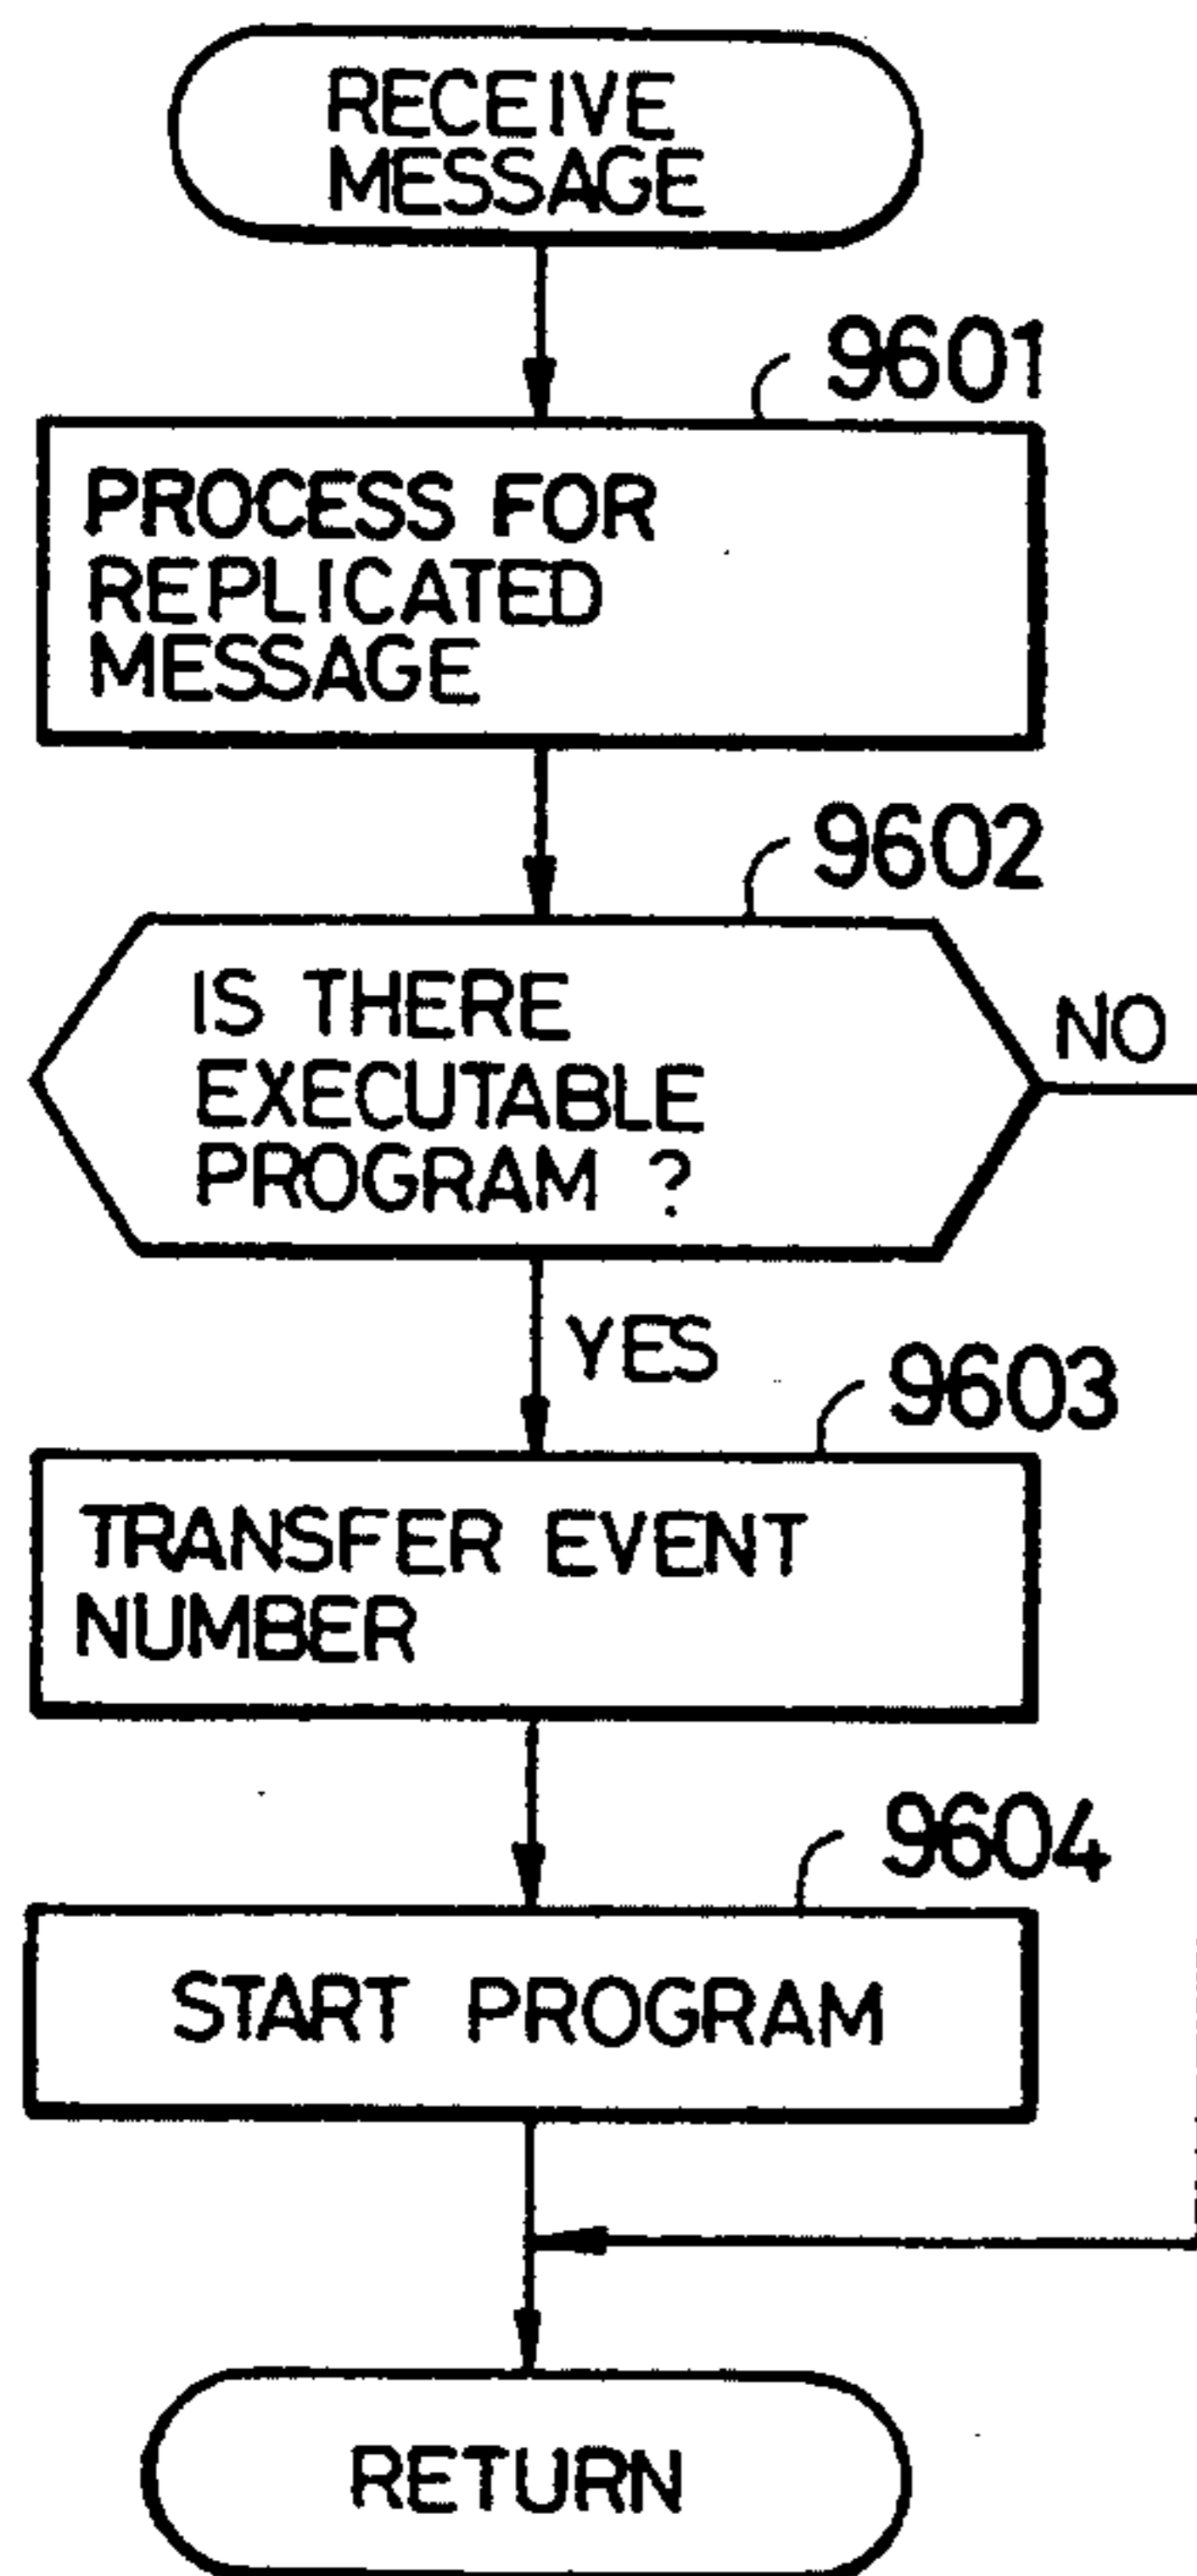 RECEIVE
MESSAGE
9601
PROCESS FOR
REPLICATED
MESSAGE
9602
IS THERE
EXECUTABLE
PROGRAM ?
NO
YES
9603
TRANSFER EVENT
NUMBER
9604
START PROGRAM
RETURN